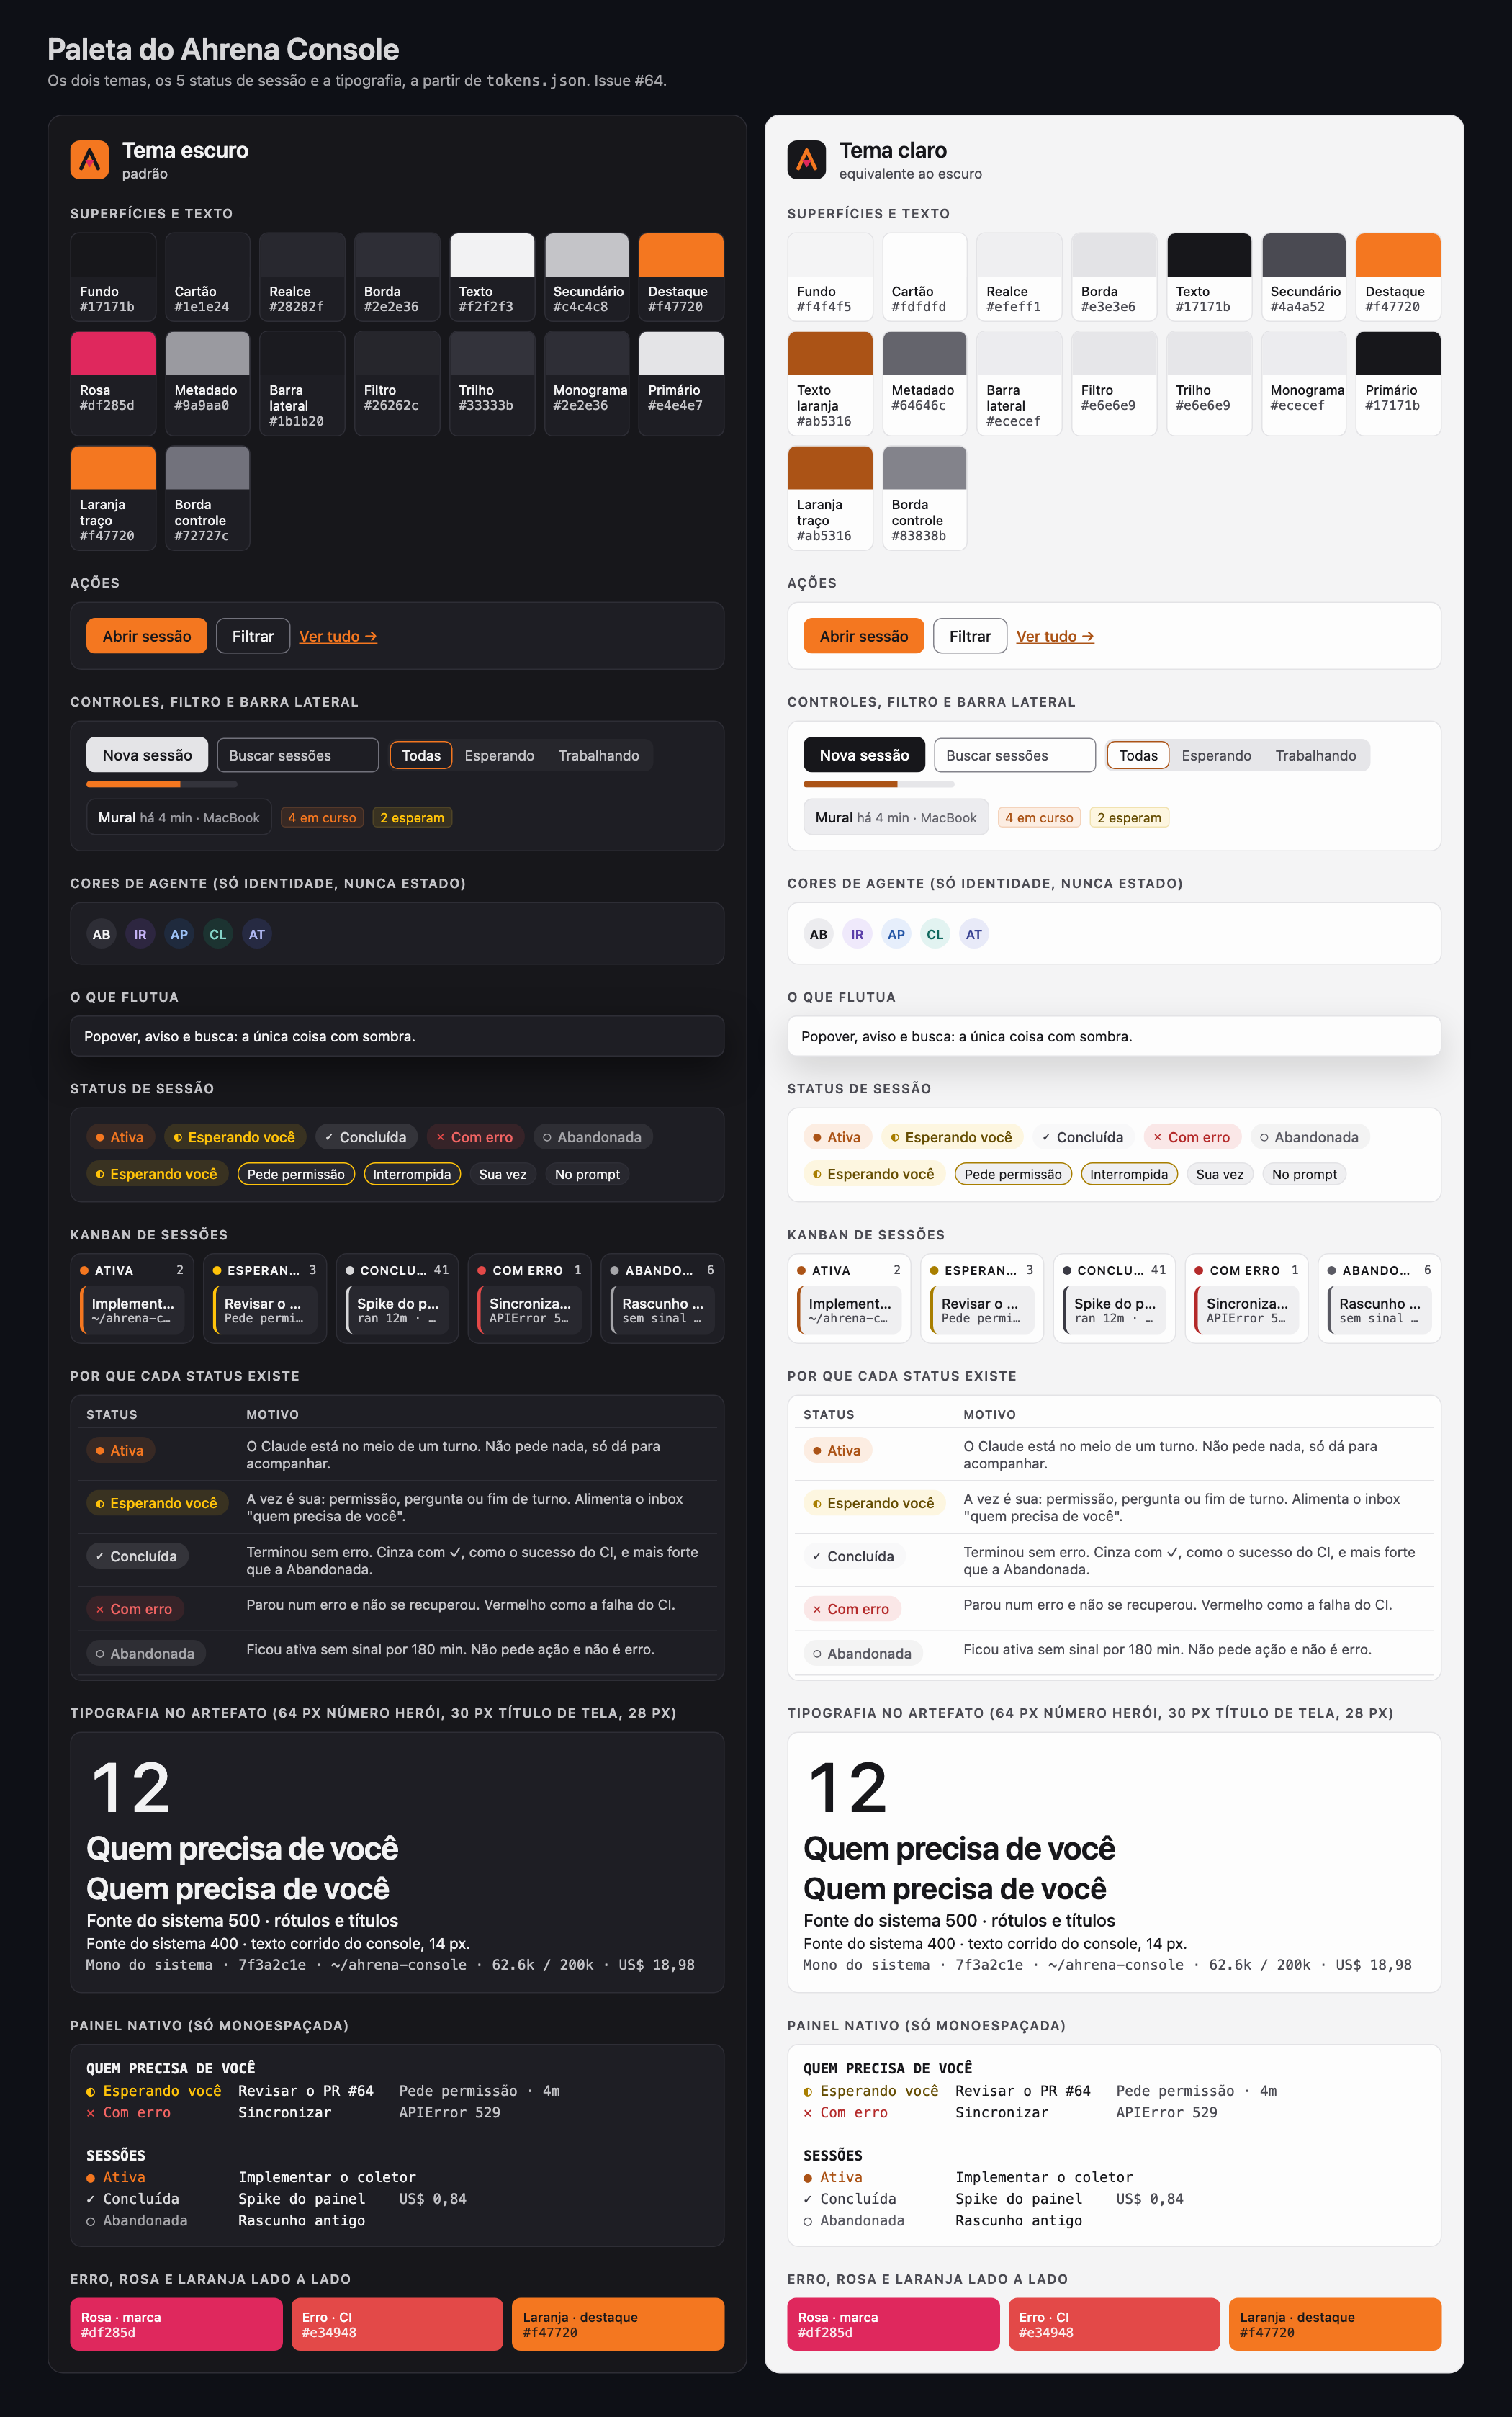 Paleta do Ahrena Console
Os dois temas, os 5 status de sessão e a tipografia, a partir de tokens.json. Issue #64.
Tema escuro
padrão
SUPERFÍCIES E TEXTO
Fundo
#17171b
Cartão
#1e1e24
Realce
#28282f
Borda
#2e2e36
Texto
#f2f2f3
Secundário
#c4c4c8
Destaque
#f47720
Rosa
#df285d
Metadado
#9a9aa0
Barra
lateral
#1b1b20
Filtro
#26262c
Trilho
#33333b
Monograma
#2e2e36
Primário
#e4e4e7
Laranja
traço
#f47720
Borda
controle
#72727c
AÇÕES
Abrir sessão
Filtrar
Ver tudo →
CONTROLES, FILTRO E BARRA LATERAL
Nova sessão
Buscar sessões
Todas
Esperando
Trabalhando
Mural há 4 min · MacBook
4 em curso
2 esperam
CORES DE AGENTE (SÓ IDENTIDADE, NUNCA ESTADO)
AB
IR
AP
CL
AT
O QUE FLUTUA
Popover, aviso e busca: a única coisa com sombra.
STATUS DE SESSÃO
● Ativa
◐ Esperando você
✓ Concluída
× Com erro
○ Abandonada
◐ Esperando você
Pede permissão
Interrompida
Sua vez
No prompt
KANBAN DE SESSÕES
ATIVA 2
Implement…
~/ahrena-c…
ESPERAN… 3
Revisar o …
Pede permi…
CONCLU… 41
Spike do p…
ran 12m · …
COM ERRO 1
Sincroniza…
APIError 5…
ABANDO… 6
Rascunho …
sem sinal …
POR QUE CADA STATUS EXISTE
STATUS MOTIVO
● Ativa
O Claude está no meio de um turno. Não pede nada, só dá para
acompanhar.
◐ Esperando você
A vez é sua: permissão, pergunta ou fim de turno. Alimenta o inbox
"quem precisa de você".
✓ Concluída
Terminou sem erro. Cinza com ✓, como o sucesso do CI, e mais forte
que a Abandonada.
× Com erro
Parou num erro e não se recuperou. Vermelho como a falha do CI.
○ Abandonada
Ficou ativa sem sinal por 180 min. Não pede ação e não é erro.
TIPOGRAFIA NO ARTEFATO (64 PX NÚMERO HERÓI, 30 PX TÍTULO DE TELA, 28 PX)
12
Quem precisa de você
Quem precisa de você
Fonte do sistema 500 · rótulos e títulos
Fonte do sistema 400 · texto corrido do console, 14 px.
Mono do sistema · 7f3a2c1e · ~/ahrena-console · 62.6k / 200k · US$ 18,98
PAINEL NATIVO (SÓ MONOESPAÇADA)
QUEM PRECISA DE VOCÊ
◐ Esperando você Revisar o PR #64 Pede permissão · 4m
× Com erro Sincronizar APIError 529
SESSÕES
● Ativa Implementar o coletor
✓ Concluída Spike do painel US$ 0,84
○ Abandonada Rascunho antigo
ERRO, ROSA E LARANJA LADO A LADO
Rosa · marca
#df285d
Erro · CI
#e34948
Laranja · destaque
#f47720
Tema claro
equivalente ao escuro
SUPERFÍCIES E TEXTO
Fundo
#f4f4f5
Cartão
#fdfdfd
Realce
#efeff1
Borda
#e3e3e6
Texto
#17171b
Secundário
#4a4a52
Destaque
#f47720
Texto
laranja
#ab5316
Metadado
#64646c
Barra
lateral
#ececef
Filtro
#e6e6e9
Trilho
#e6e6e9
Monograma
#ececef
Primário
#17171b
Laranja
traço
#ab5316
Borda
controle
#83838b
AÇÕES
Abrir sessão
Filtrar
Ver tudo →
CONTROLES, FILTRO E BARRA LATERAL
Nova sessão
Buscar sessões
Todas
Esperando
Trabalhando
Mural há 4 min · MacBook
4 em curso
2 esperam
CORES DE AGENTE (SÓ IDENTIDADE, NUNCA ESTADO)
AB
IR
AP
CL
AT
O QUE FLUTUA
Popover, aviso e busca: a única coisa com sombra.
STATUS DE SESSÃO
● Ativa
◐ Esperando você
✓ Concluída
× Com erro
○ Abandonada
◐ Esperando você
Pede permissão
Interrompida
Sua vez
No prompt
KANBAN DE SESSÕES
ATIVA 2
Implement…
~/ahrena-c…
ESPERAN… 3
Revisar o …
Pede permi…
CONCLU… 41
Spike do p…
ran 12m · …
COM ERRO 1
Sincroniza…
APIError 5…
ABANDO… 6
Rascunho …
sem sinal …
POR QUE CADA STATUS EXISTE
STATUS MOTIVO
● Ativa
O Claude está no meio de um turno. Não pede nada, só dá para
acompanhar.
◐ Esperando você
A vez é sua: permissão, pergunta ou fim de turno. Alimenta o inbox
"quem precisa de você".
✓ Concluída
Terminou sem erro. Cinza com ✓, como o sucesso do CI, e mais forte
que a Abandonada.
× Com erro
Parou num erro e não se recuperou. Vermelho como a falha do CI.
○ Abandonada
Ficou ativa sem sinal por 180 min. Não pede ação e não é erro.
TIPOGRAFIA NO ARTEFATO (64 PX NÚMERO HERÓI, 30 PX TÍTULO DE TELA, 28 PX)
12
Quem precisa de você
Quem precisa de você
Fonte do sistema 500 · rótulos e títulos
Fonte do sistema 400 · texto corrido do console, 14 px.
Mono do sistema · 7f3a2c1e · ~/ahrena-console · 62.6k / 200k · US$ 18,98
PAINEL NATIVO (SÓ MONOESPAÇADA)
QUEM PRECISA DE VOCÊ
◐ Esperando você Revisar o PR #64 Pede permissão · 4m
× Com erro Sincronizar APIError 529
SESSÕES
● Ativa Implementar o coletor
✓ Concluída Spike do painel US$ 0,84
○ Abandonada Rascunho antigo
ERRO, ROSA E LARANJA LADO A LADO
Rosa · marca
#df285d
Erro · CI
#e34948
Laranja · destaque
#f47720